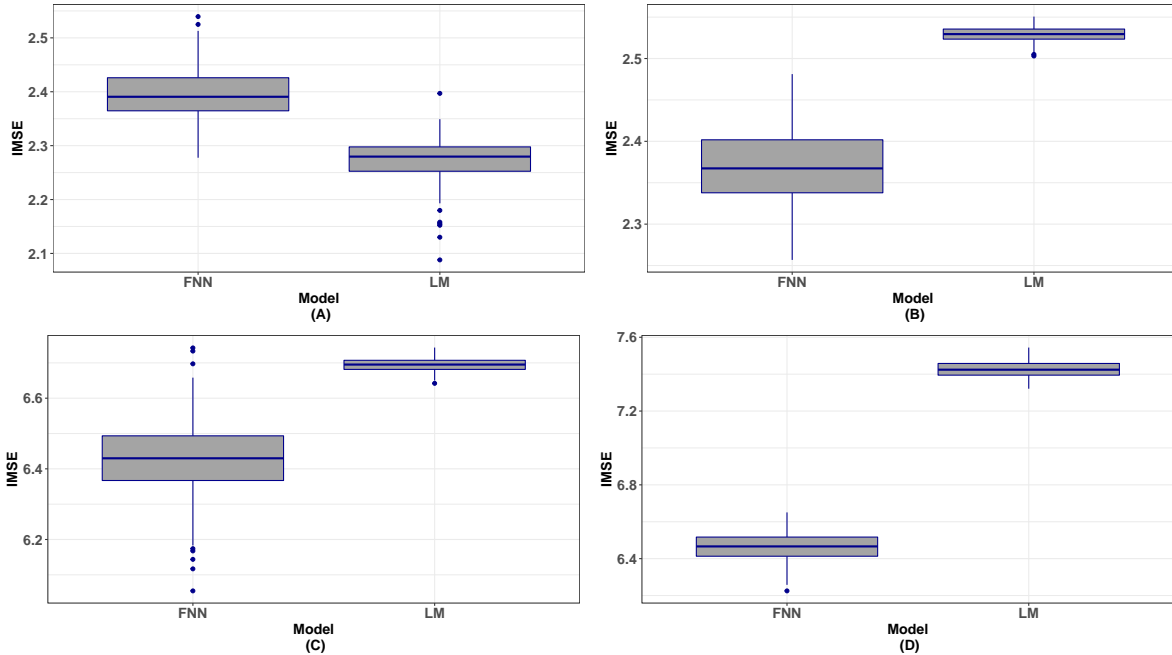 IMSE
2.5
2.4
2.3
2.2
2.1
FNN
LM
Model
(A)
IMSE
2.5
2.4
2.3
FNN
LM
Model
(B)
IMSE
6.6
6.4
6.2
FNN
LM
Model
(C)
IMSE
7.6
7.2
6.8
6.4
FNN
LM
Model
(D)